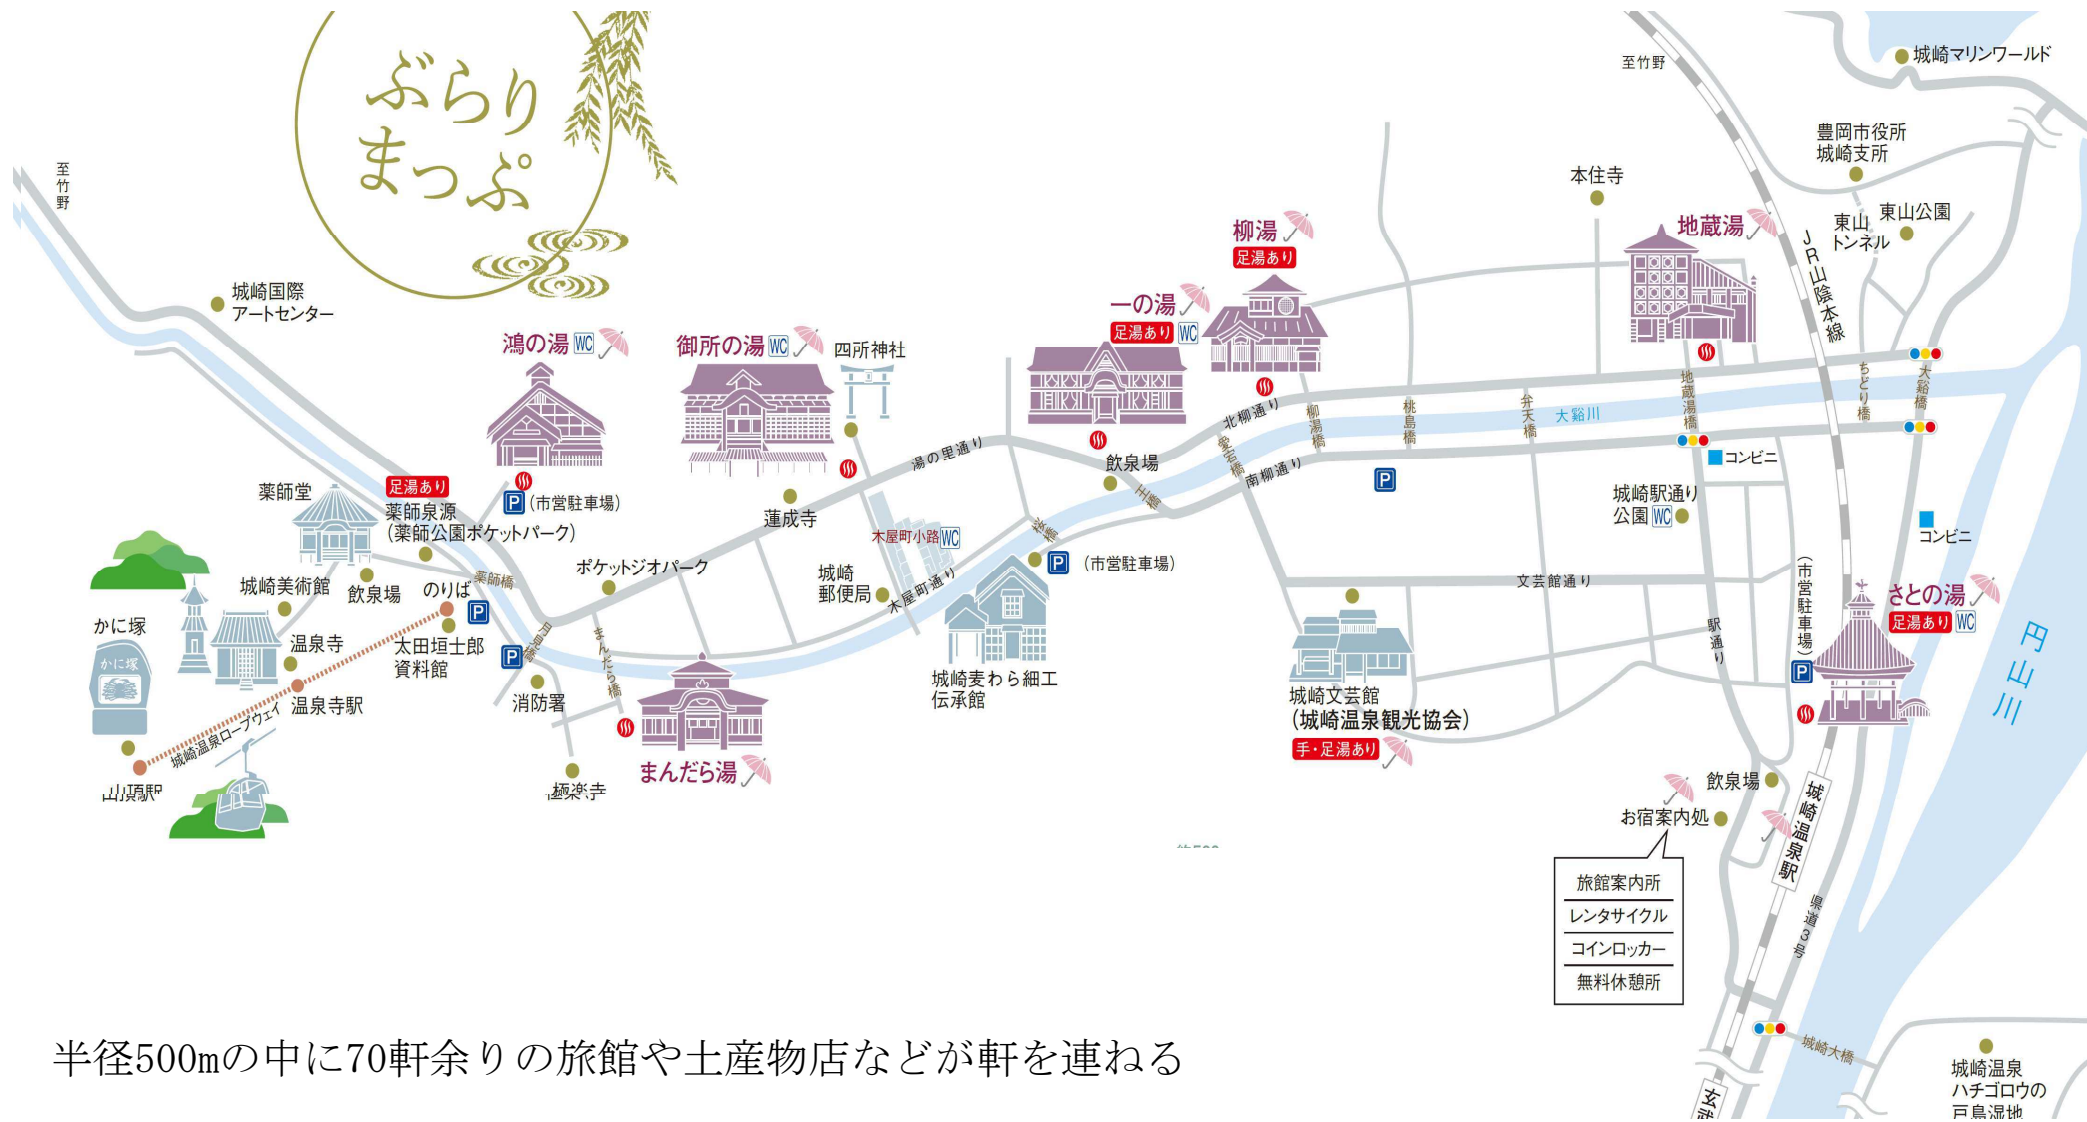 ぶらり
まっぷ
至竹野
城崎国際
アートセンター
鴻の湯 WC
御所の湯 WC
四所神社
一の湯
足湯あり WC
柳湯
足湯あり
本住寺
地蔵湯
至竹野
城崎マリンワールド
豊岡市役所
城崎支所
東山
トンネル
東山公園
JR山陰本線
ちどり橋
大谿橋
地蔵湯橋
大谿川
弁天橋
桃島橋
柳湯橋
愛宕橋
北柳通り
南柳通り
王橋
飲泉場
湯の里通り
P (市営駐車場)
足湯あり
薬師泉源
(薬師公園ポケットパーク)
薬師堂
蓮成寺
木屋町小路 WC
桜橋
P (市営駐車場)
P
コンビニ
城崎駅通り
公園 WC
コンビニ
城崎美術館
飲泉場
のりば
薬師橋
P
ポケットジオパーク
城崎
郵便局
木屋町通り
文芸館通り
かに塚
かに塚
温泉寺
太田垣士郎
資料館
P
まんだら橋
消防署
城崎麦わら細工
伝承館
城崎文芸館
(城崎温泉観光協会)
手・足湯あり
駅通り
(市営駐車場)
P
さとの湯
足湯あり WC
円山川
温泉寺駅
城崎温泉ロープウェイ
山頂駅
極楽寺
まんだら湯
飲泉場
お宿案内処
城崎温泉駅
旅館案内所
レンタサイクル
コインロッカー
無料休憩所
県道3号
城崎大橋
城崎温泉
ハチゴロウの
戸島湿地
半径500mの中に70軒余りの旅館や土産物店などが軒を連ねる